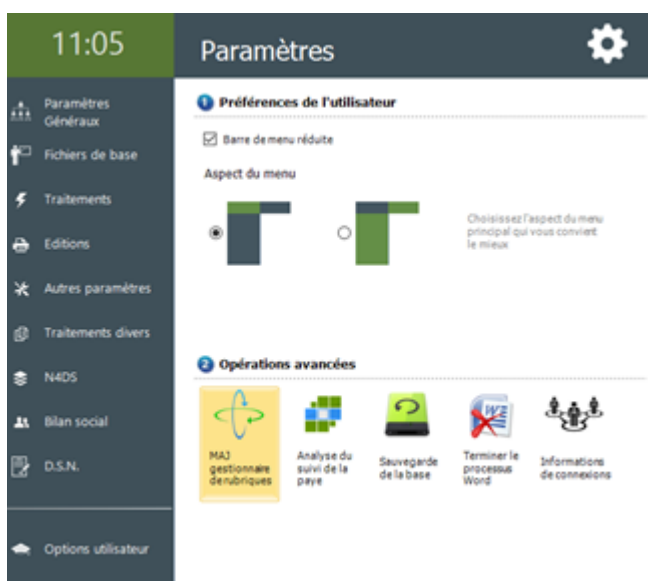 11:05
Paramètres
Paramètres
Généraux
Fichiers de base
Traitements
Editions
Autres paramètres
Traitements divers
N4DS
Bilan social
D.S.N.
Options utilisateur
1 Préférences de l'utilisateur
Barre de menu réduite
Aspect du menu
Choisissez l'aspect du menu
principal qui vous convient
le mieux
2 Opérations avancées
MAJ
gestionnaire
de rubriques
Analyse du
suivi de la
paye
Sauvegarde
de la base
Terminer le
processus
Word
Informations
de connexions